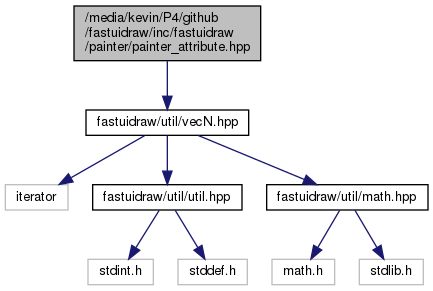 /media/kevin/P4/github
/fastuidraw/inc/fastuidraw
/painter/painter_attribute.hpp
fastuidraw/util/vecN.hpp
iterator
fastuidraw/util/util.hpp
fastuidraw/util/math.hpp
stdint.h
stddef.h
math.h
stdlib.h